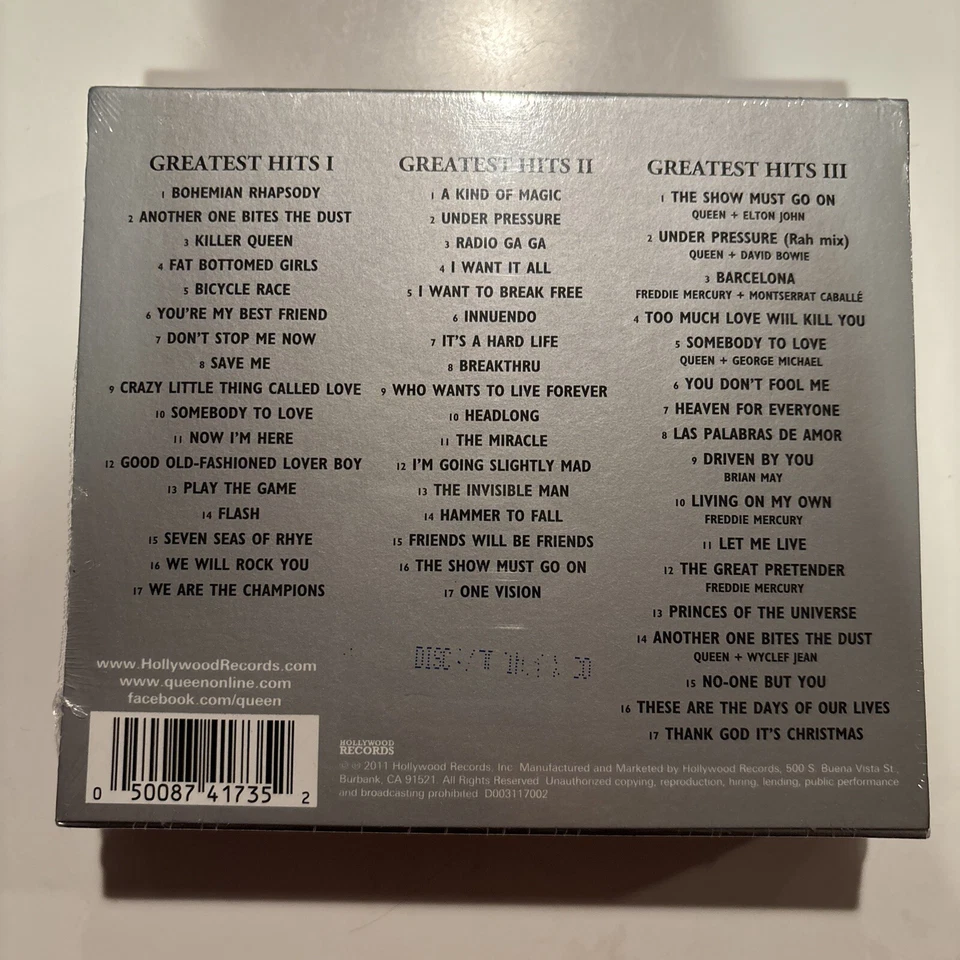 GREATEST HITS I
1 BOHEMIAN RHAPSODY
2 ANOTHER ONE BITES THE DUST
3 KILLER QUEEN
4 FAT BOTTOMED GIRLS
5 BICYCLE RACE
6 YOU'RE MY BEST FRIEND
7 DON'T STOP ME NOW
8 SAVE ME
9 CRAZY LITTLE THING CALLED LOVE
10 SOMEBODY TO LOVE
11 NOW I'M HERE
12 GOOD OLD-FASHIONED LOVER BOY
13 PLAY THE GAME
14 FLASH
15 SEVEN SEAS OF RHYE
16 WE WILL ROCK YOU
17 WE ARE THE CHAMPIONS
GREATEST HITS II
1 A KIND OF MAGIC
2 UNDER PRESSURE
3 RADIO GA GA
4 I WANT IT ALL
5 I WANT TO BREAK FREE
6 INNUENDO
7 IT'S A HARD LIFE
8 BREAKTHRU
9 WHO WANTS TO LIVE FOREVER
10 HEADLONG
11 THE MIRACLE
12 I'M GOING SLIGHTLY MAD
13 THE INVISIBLE MAN
14 HAMMER TO FALL
15 FRIENDS WILL BE FRIENDS
16 THE SHOW MUST GO ON
17 ONE VISION
GREATEST HITS III
1 THE SHOW MUST GO ON
QUEEN + ELTON JOHN
2 UNDER PRESSURE (Rah mix)
QUEEN + DAVID BOWIE
3 BARCELONA
FREDDIE MERCURY + MONTSERRAT CABALLÉ
4 TOO MUCH LOVE WIIL KILL YOU
5 SOMEBODY TO LOVE
QUEEN + GEORGE MICHAEL
6 YOU DON'T FOOL ME
7 HEAVEN FOR EVERYONE
8 LAS PALABRAS DE AMOR
9 DRIVEN BY YOU
BRIAN MAY
10 LIVING ON MY OWN
FREDDIE MERCURY
11 LET ME LIVE
12 THE GREAT PRETENDER
FREDDIE MERCURY
13 PRINCES OF THE UNIVERSE
14 ANOTHER ONE BITES THE DUST
QUEEN + WYCLEF JEAN
15 NO-ONE BUT YOU
16 THESE ARE THE DAYS OF OUR LIVES
17 THANK GOD IT'S CHRISTMAS
www.HollywoodRecords.com
www.queenonline.com
facebook.com/queen
0 50087 41735 2
HOLLYWOOD
RECORDS
℗ © 2011 Hollywood Records, Inc. Manufactured and Marketed by Hollywood Records, 500 S. Buena Vista St.,
Burbank, CA 91521. All Rights Reserved. Unauthorized copying, reproduction, hiring, lending, public performance
and broadcasting prohibited. D003117002